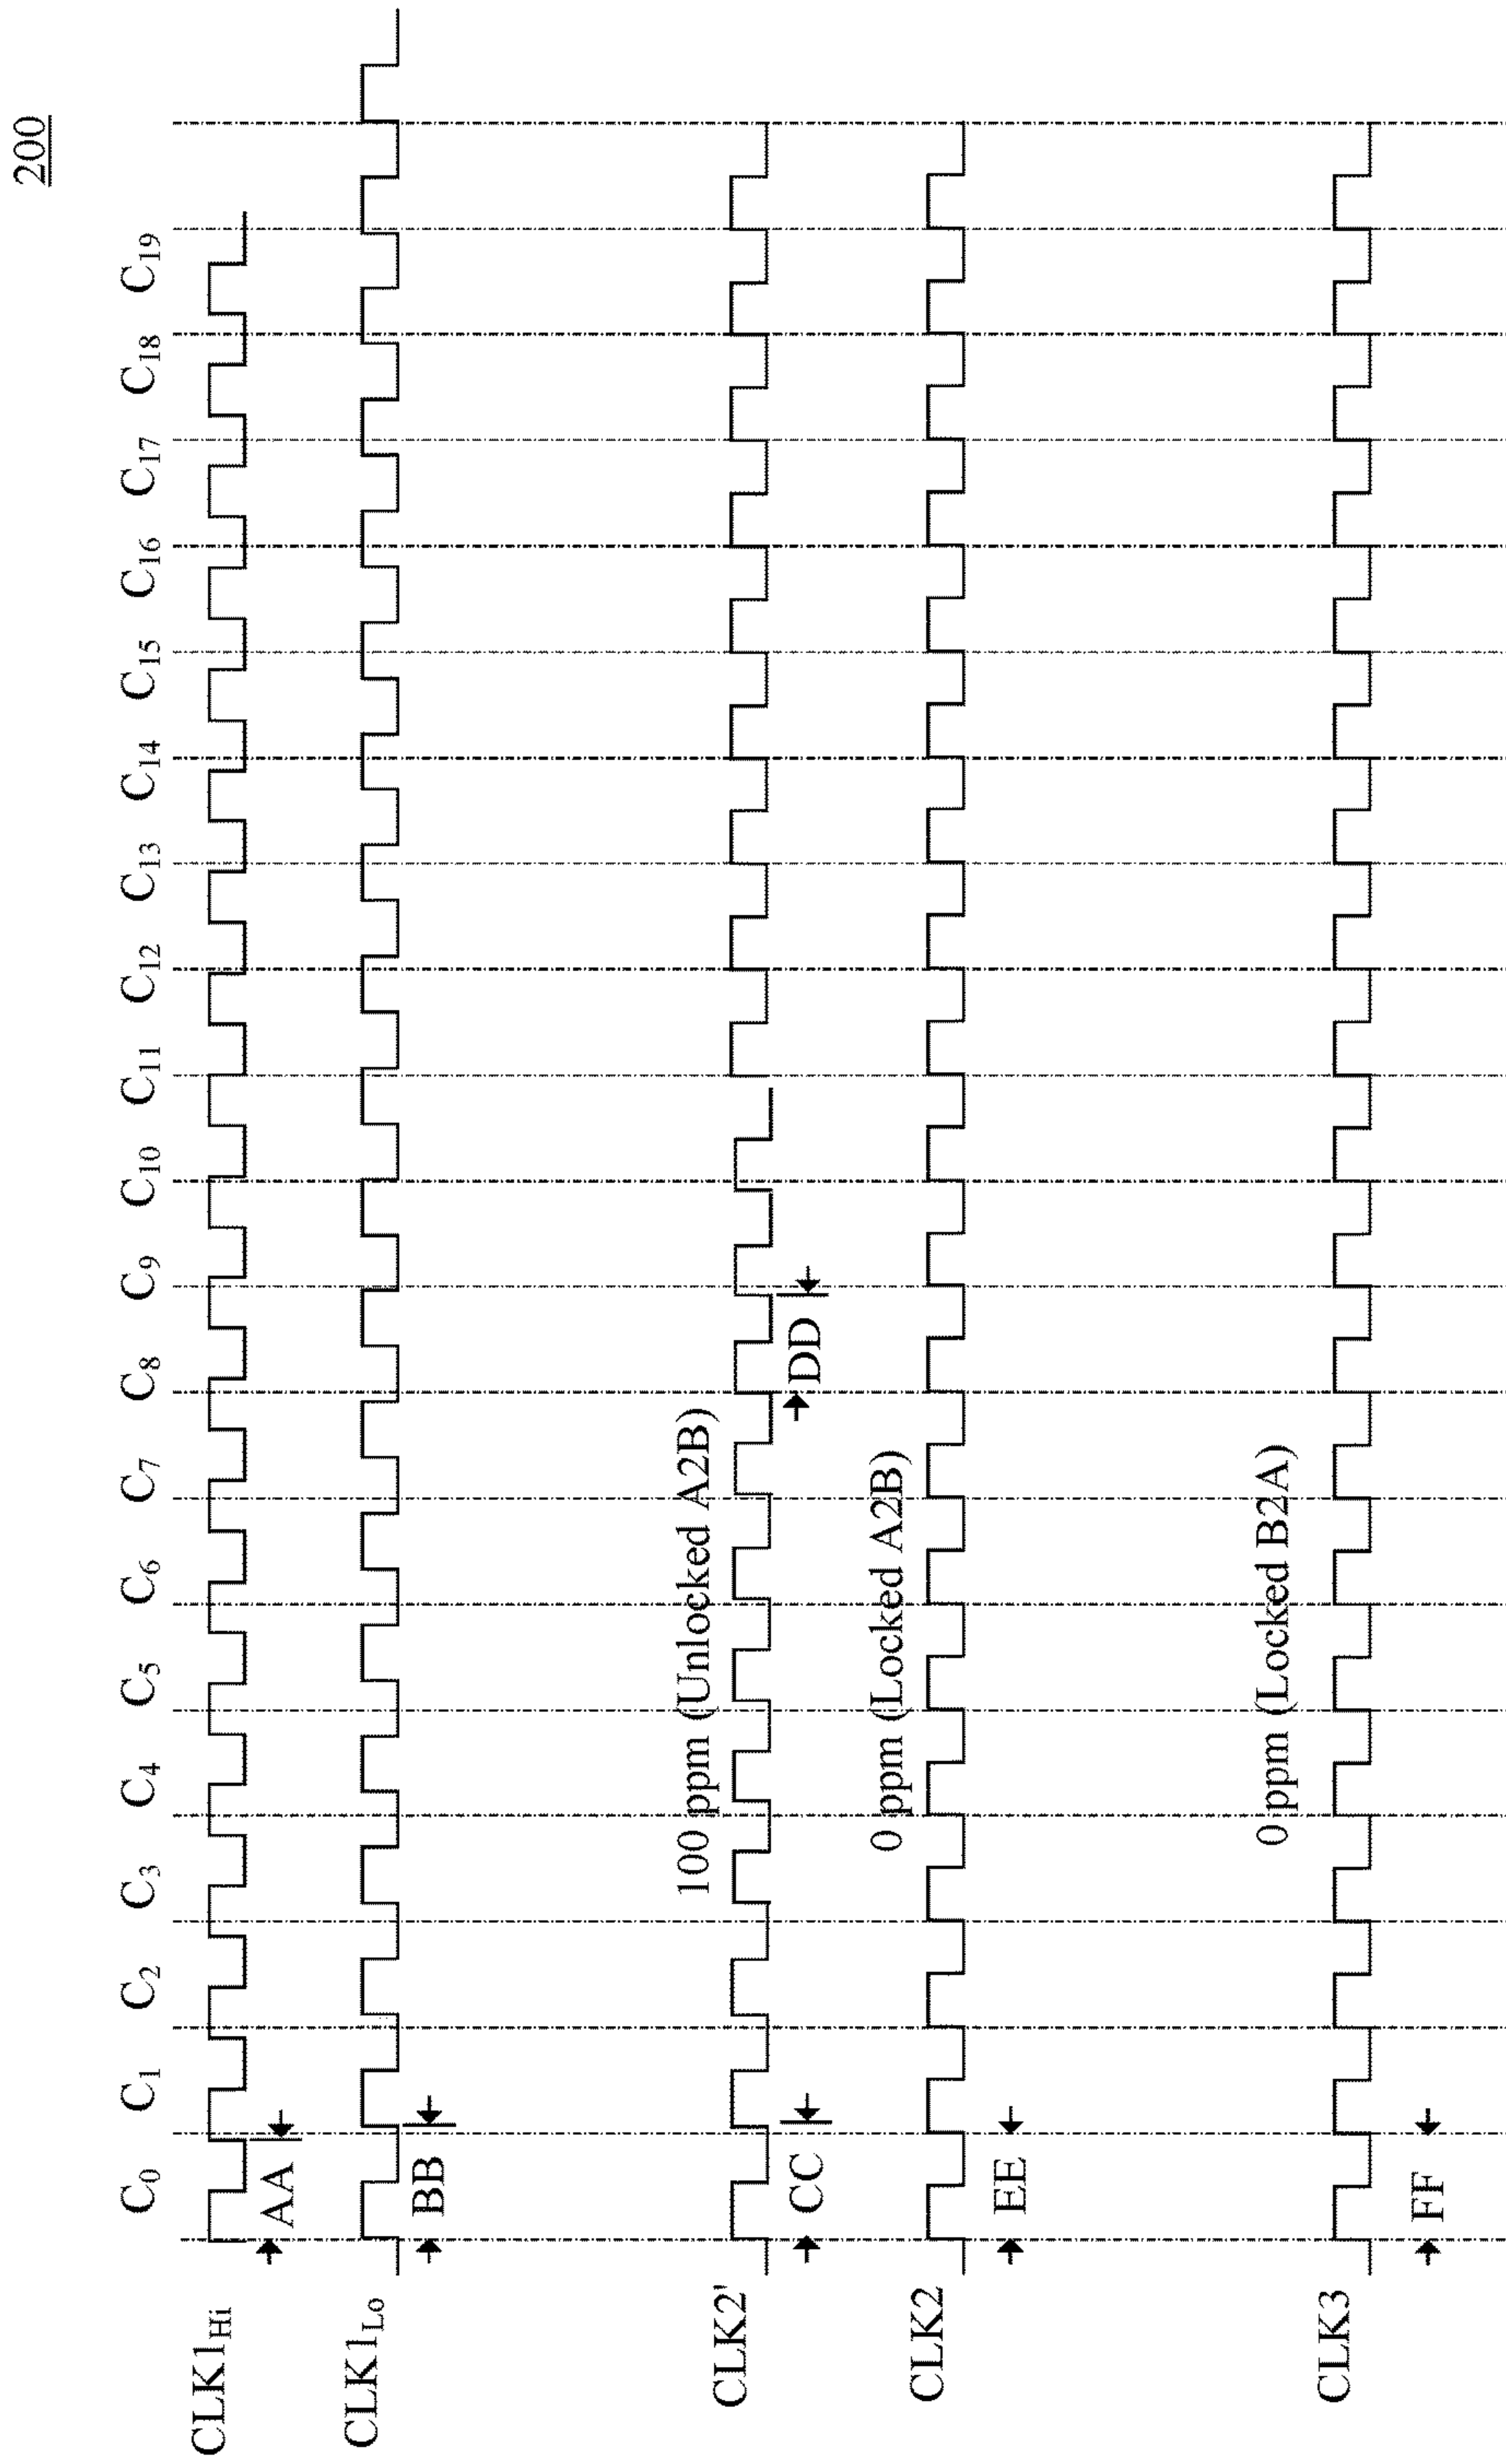 200
C0 C1 C2 C3 C4 C5 C6 C7 C8 C9 C10 C11 C12 C13 C14 C15 C16 C17 C18 C19
CLK1Hi
AA
CLK1Lo
BB
100 ppm (Unlocked A2B)
CLK2'
CC
DD
0 ppm (Locked A2B)
CLK2
EE
0 ppm (Locked B2A)
CLK3
FF